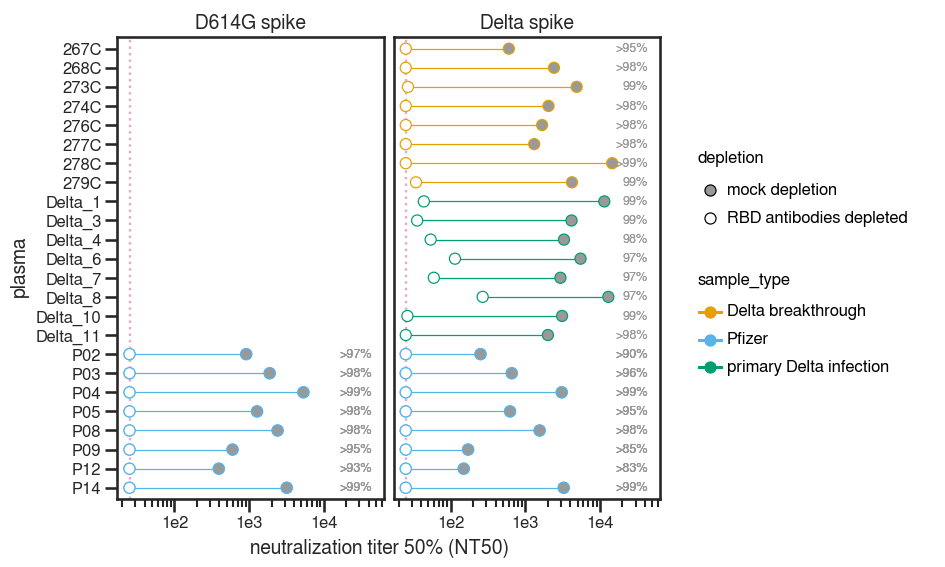 D614G spike Delta spike
267C >95%
268C >98%
273C 99%
274C >98%
276C >98%
277C >98%
278C >99%
279C 99%
Delta_1 99%
Delta_3 99%
Delta_4 98%
Delta_6 97%
Delta_7 97%
Delta_8 97%
Delta_10 99%
Delta_11 >98%
P02 >97% >90%
P03 >98% >96%
P04 >99% >99%
P05 >98% >95%
P08 >98% >98%
P09 >95% >85%
P12 >93% >83%
P14 >99% >99%
plasma
1e2 1e3 1e4 1e2 1e3 1e4
neutralization titer 50% (NT50)
depletion
mock depletion
RBD antibodies depleted
sample_type
Delta breakthrough
Pfizer
primary Delta infection